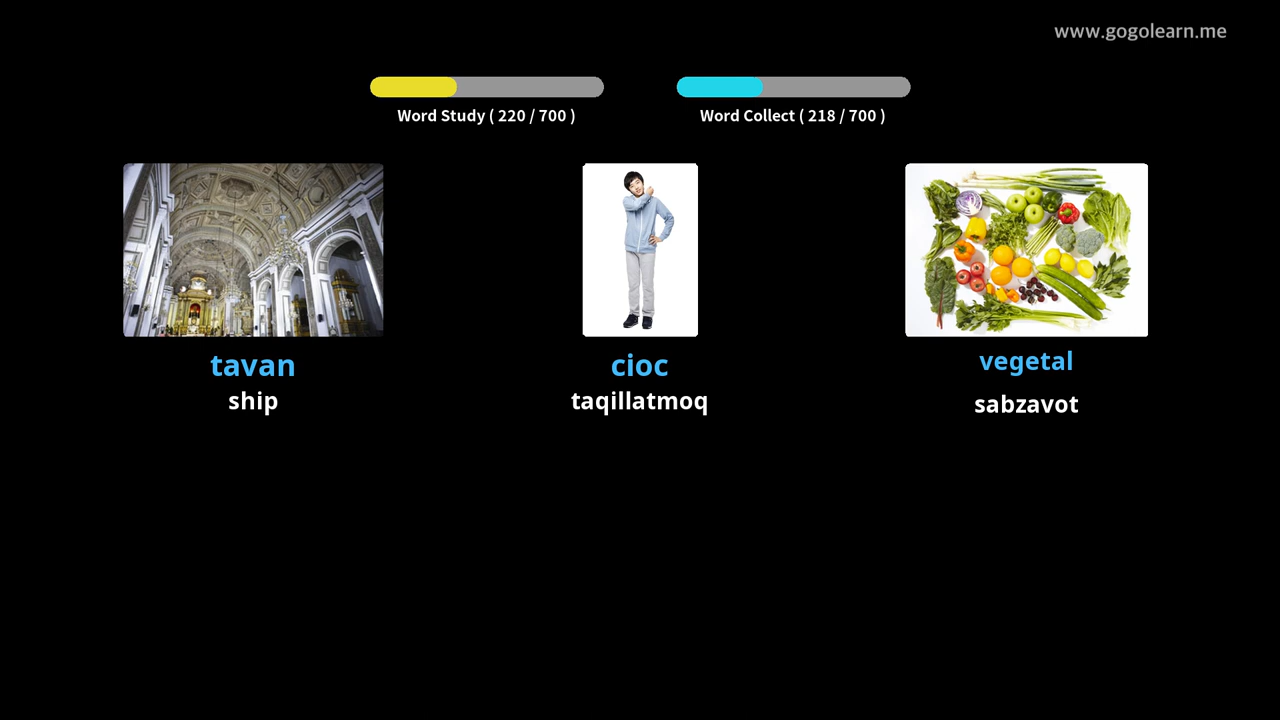 www.gogolearn.me
Word Study ( 220 / 700 )
Word Collect ( 218 / 700 )
tavan
ship
cioc
taqillatmoq
vegetal
sabzavot